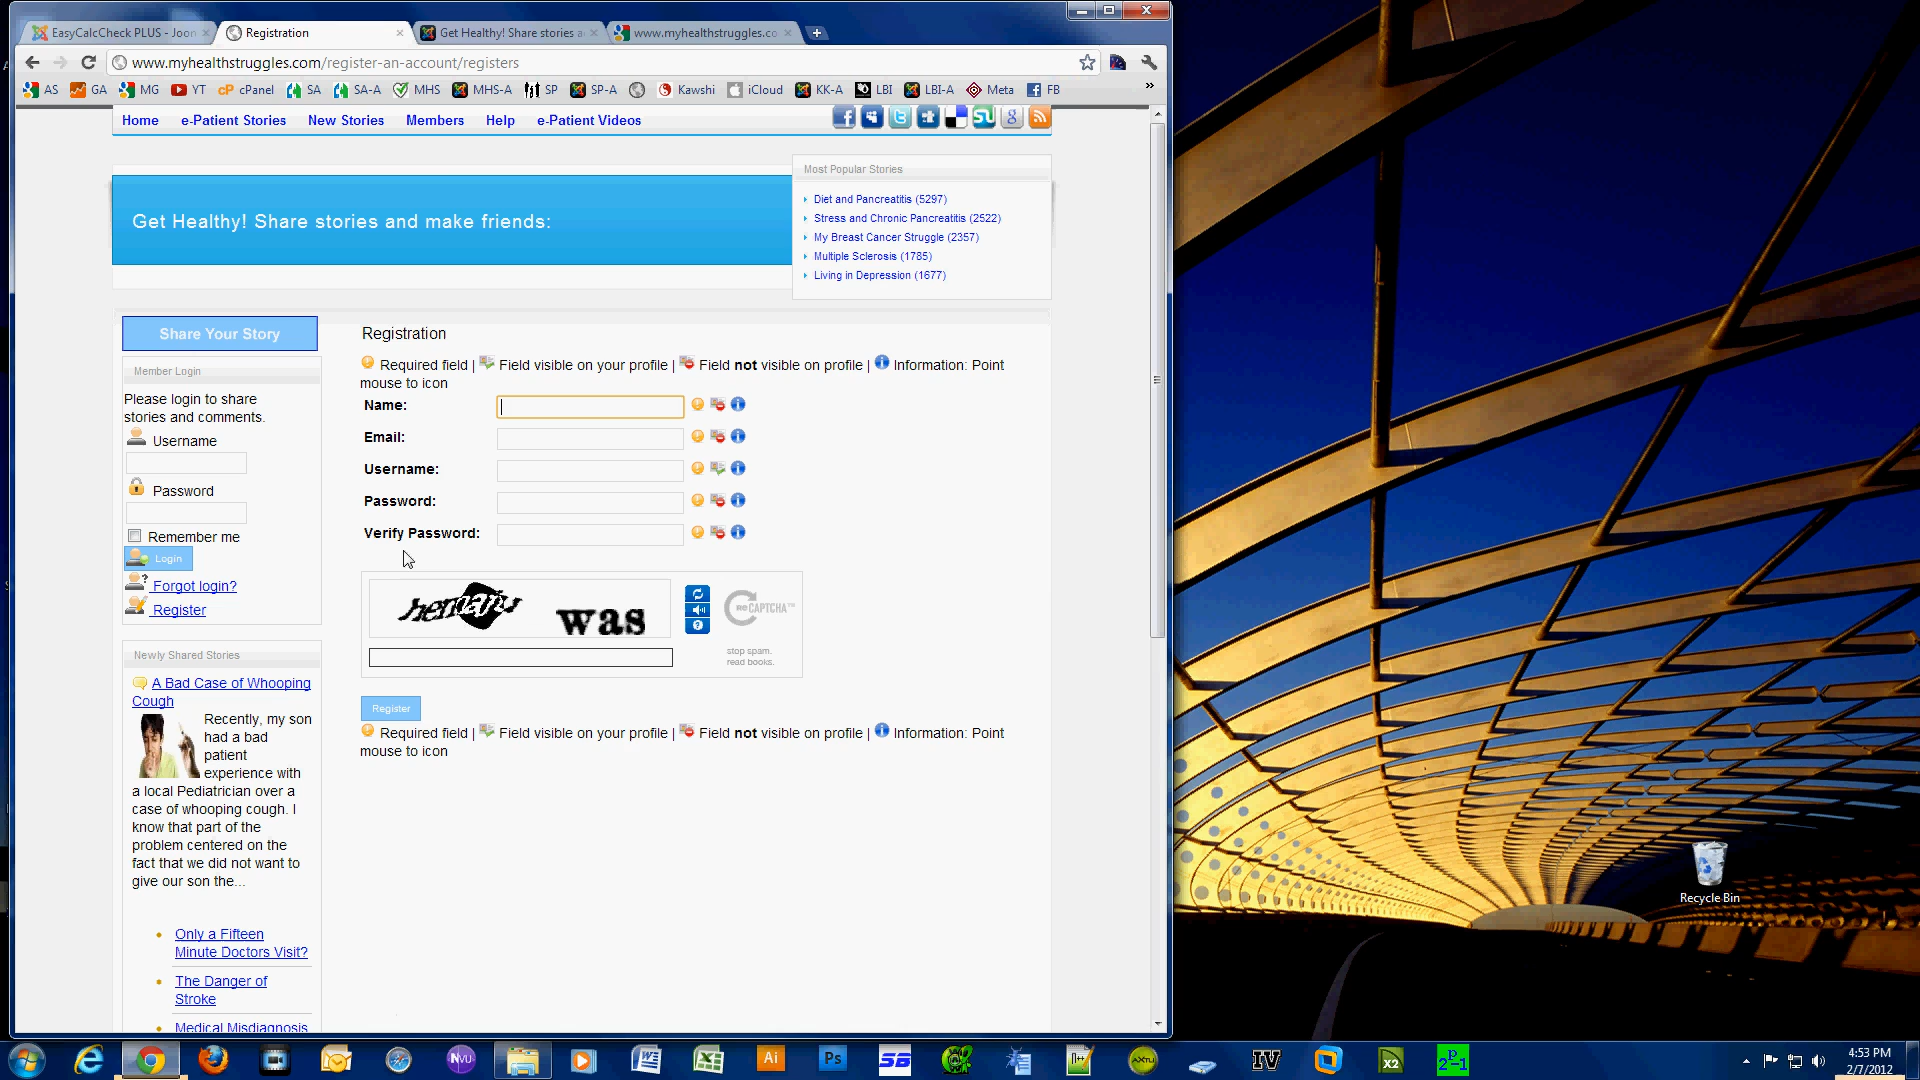 EasyCalcCheck PLUS - Joon
Registration
Get Healthy! Share stories a
www.myhealthstruggles.co
www.myhealthstruggles.com/register-an-account/registers
AS GA MG YT cPanel SA SA-A MHS MHS-A SP SP-A Kawshi iCloud KK-A LBI LBI-A Meta FB »
Home e-Patient Stories New Stories Members Help e-Patient Videos
Most Popular Stories
Diet and Pancreatitis (5297)
Stress and Chronic Pancreatitis (2522)
My Breast Cancer Struggle (2357)
Multiple Sclerosis (1785)
Living in Depression (1677)
Get Healthy! Share stories and make friends:
Share Your Story
Member Login
Please login to share
stories and comments.
Username
Password
Remember me
Login
Forgot login?
Register
Newly Shared Stories
A Bad Case of Whooping
Cough
Recently, my son
had a bad
patient
experience with
a local Pediatrician over a
case of whooping cough. I
know that part of the
problem centered on the
fact that we did not want to
give our son the...
Only a Fifteen
Minute Doctors Visit?
The Danger of
Stroke
Medical Misdiagnosis
Registration
Required field | Field visible on your profile | Field not visible on profile | Information: Point
mouse to icon
Name:
Email:
Username:
Password:
Verify Password:
was
reCAPTCHA™
stop spam.
read books.
Register
Required field | Field visible on your profile | Field not visible on profile | Information: Point
mouse to icon
Recycle Bin
NVU
Ai
Ps
SB
AXTU
IV
X2
2P-1
4:53 PM
2/7/2012